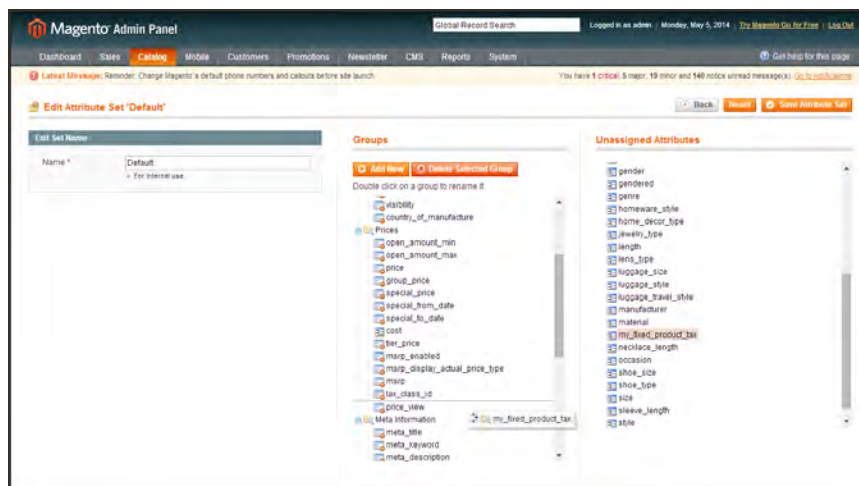 Magento Admin Panel
Global Record Search
Logged in as admin | Monday, May 5, 2014 | Try Magento Go for Free | Log Out
Dashboard Sales Catalog Mobile Customers Promotions Newsletter CMS Reports System
Get help for this page
Latest Message: Reminder: Change Magento's default phone numbers and callouts before site launch
You have 1 critical, 5 major, 19 minor and 140 notice unread message(s). Go to notifications
Edit Attribute Set 'Default'
Back Reset Save Attribute Set
Edit Set Name
Name *
Default
For internal use.
Groups
Add New Delete Selected Group
Double click on a group to rename it
visibility
country_of_manufacture
Prices
open_amount_min
open_amount_max
price
group_price
special_price
special_from_date
special_to_date
cost
tier_price
msrp_enabled
msrp_display_actual_price_type
msrp
tax_class_id
price_view
Meta Information
meta_title
meta_keyword
meta_description
my_fixed_product_tax
Unassigned Attributes
gender
gendered
genre
homeware_style
home_decor_type
jewelry_type
length
lens_type
luggage_size
luggage_style
luggage_travel_style
manufacturer
material
my_fixed_product_tax
necklace_length
occasion
shoe_size
shoe_type
size
sleeve_length
style